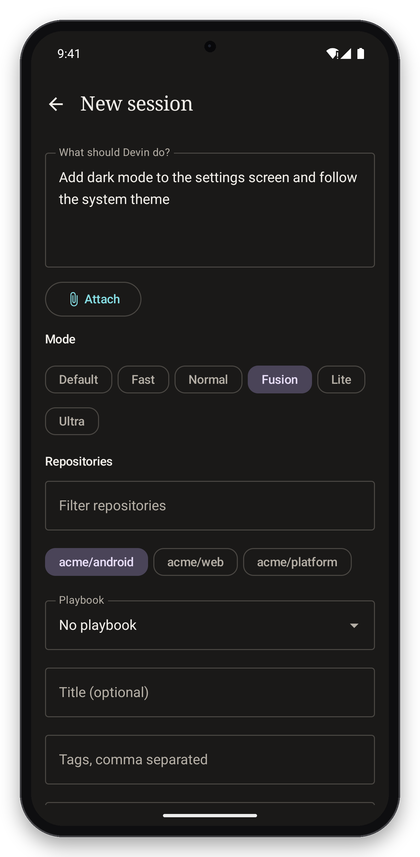 9:41
New session
What should Devin do?
Add dark mode to the settings screen and follow
the system theme
Attach
Mode
Default
Fast
Normal
Fusion
Lite
Ultra
Repositories
Filter repositories
acme/android
acme/web
acme/platform
Playbook
No playbook
Title (optional)
Tags, comma separated